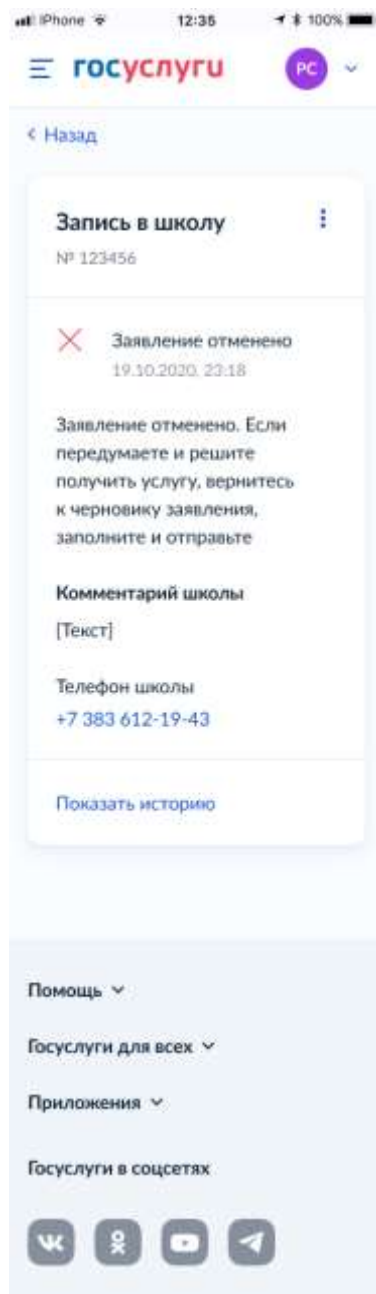 iPhone 12:35 100%
госуслуги РС
Назад
Запись в школу
№ 123456
Заявление отменено
19.10.2020, 23:18
Заявление отменено. Если
передумаете и решите
получить услугу, вернитесь
к черновику заявления,
заполните и отправьте
Комментарий школы
[Текст]
Телефон школы
+7 383 612-19-43
Показать историю
Помощь
Госуслуги для всех
Приложения
Госуслуги в соцсетях